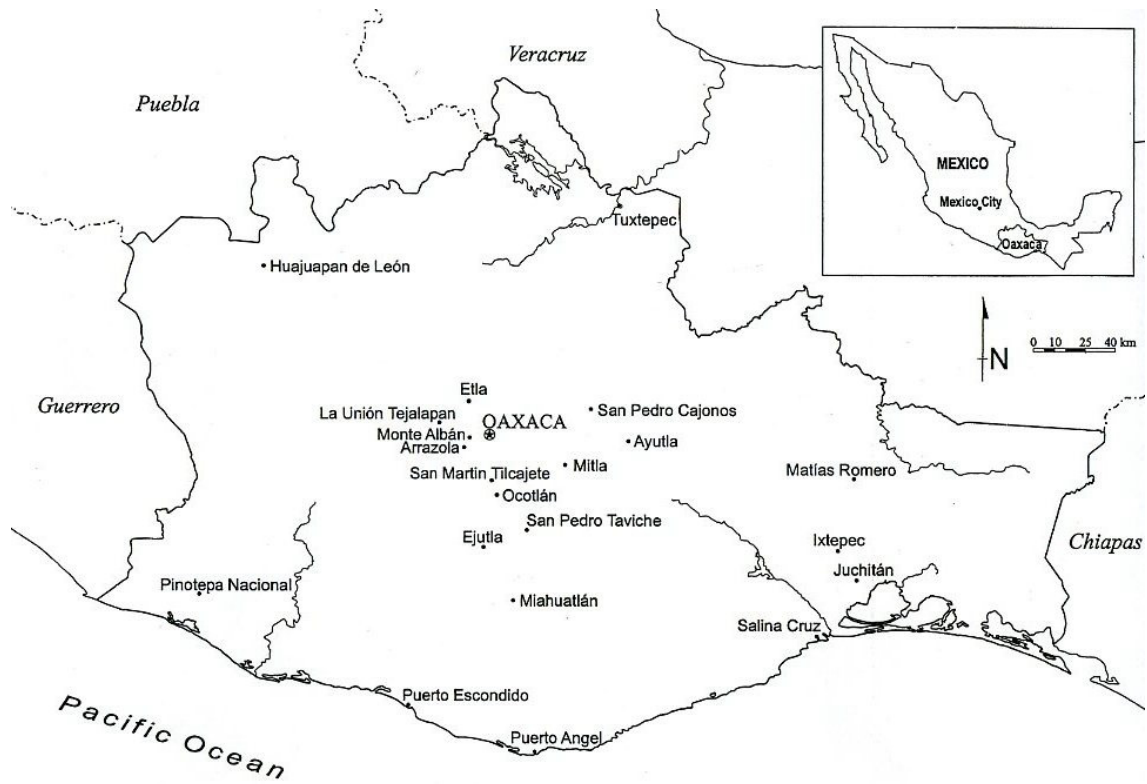 Veracruz
Puebla
MEXICO
Mexico City
Oaxaca
Tuxtepec
Huajuapan de León
N
0 10 25 40 km
Guerrero
Etla
La Unión Tejalapan
OAXACA
San Pedro Cajonos
Monte Albán
Arrazola
Ayutla
Mitla
San Martin Tilcajete
Matías Romero
Ocotlán
San Pedro Taviche
Ejutla
Ixtepec
Chiapas
Juchitán
Pinotepa Nacional
Miahuatlán
Salina Cruz
Puerto Escondido
Pacific Ocean
Puerto Angel